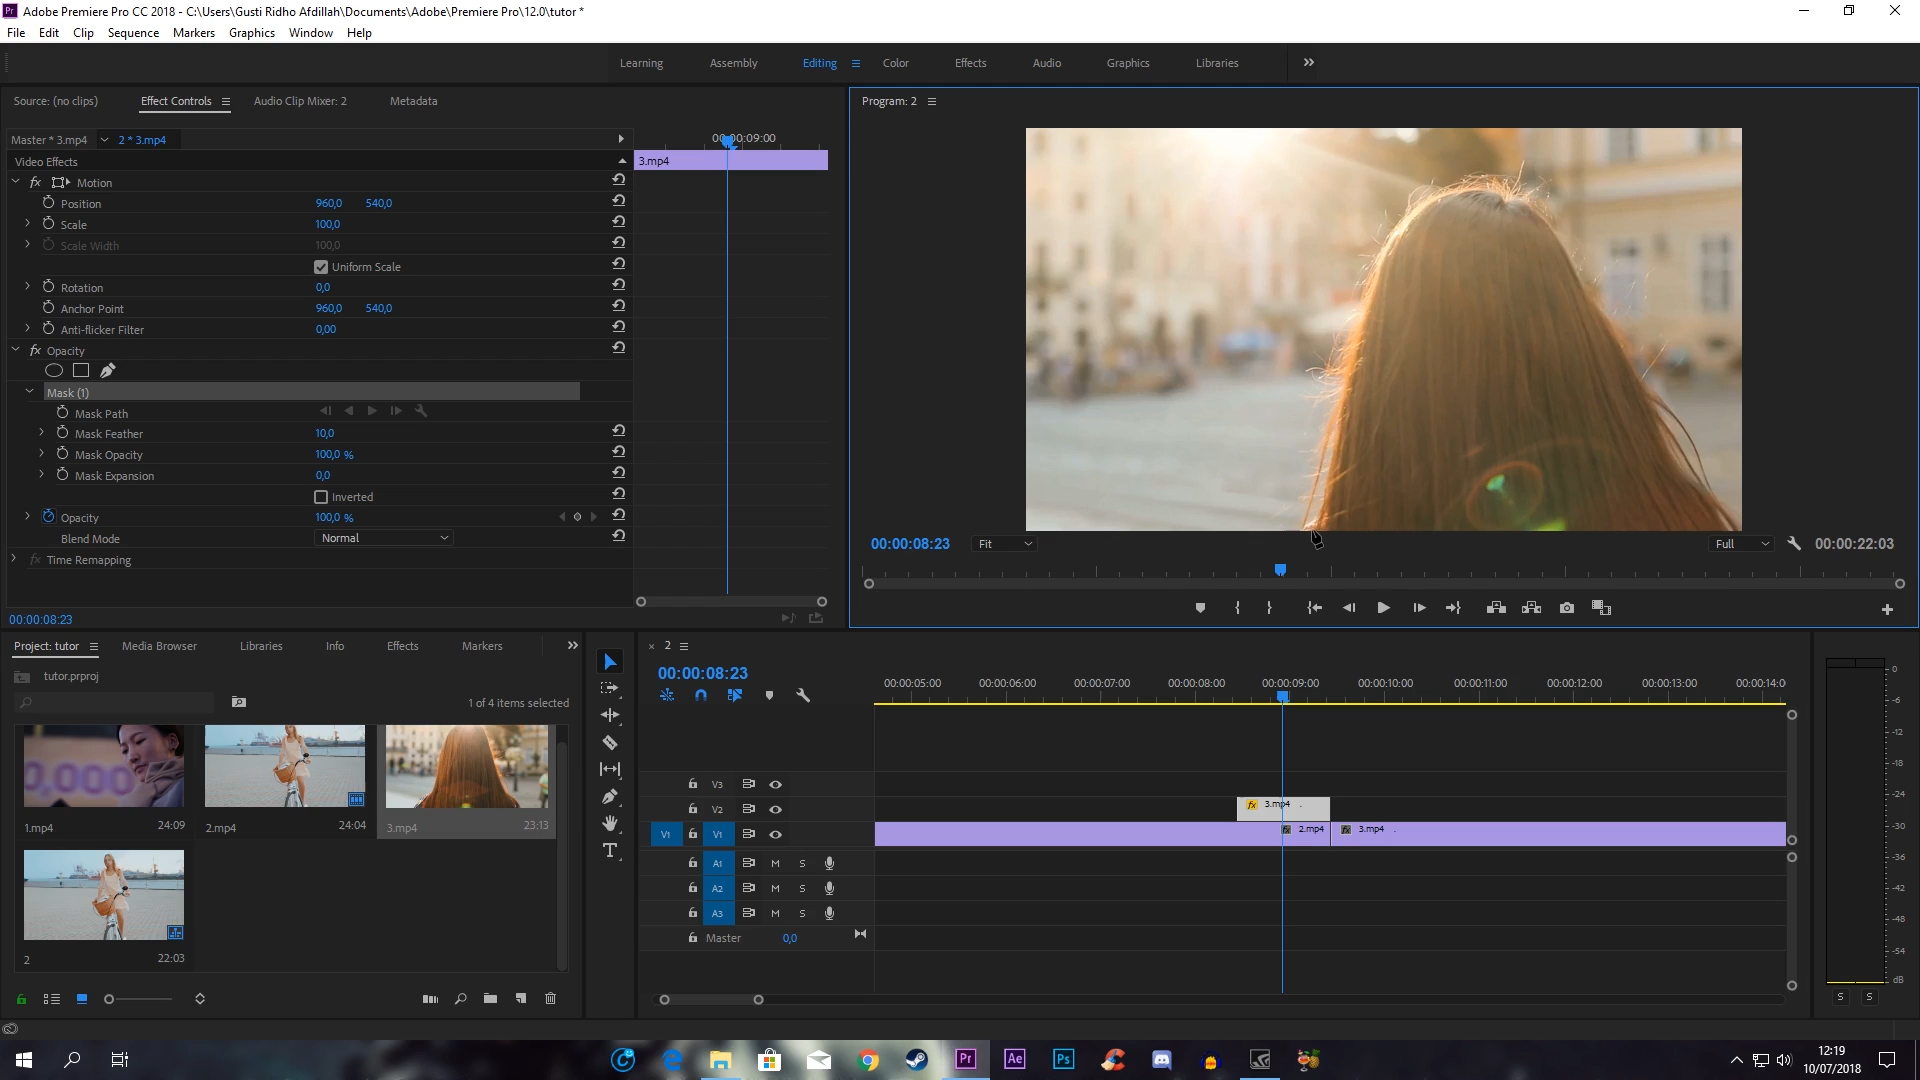 Adobe Premiere Pro CC 2018 - C:\Users\Gusti Ridho Afdillah\Documents\Adobe\Premiere Pro\12.0\tutor *
File Edit Clip Sequence Markers Graphics Window Help
Learning Assembly Editing Color Effects Audio Graphics Libraries
Source: (no clips) Effect Controls Audio Clip Mixer: 2 Metadata
Program: 2
Master * 3.mp4 2 * 3.mp4
00:00:09:00
Video Effects
3.mp4
fx Motion
Position 960,0 540,0
Scale 100,0
Scale Width 100,0
Uniform Scale
Rotation 0,0
Anchor Point 960,0 540,0
Anti-flicker Filter 0,00
fx Opacity
Mask (1)
Mask Path
Mask Feather 10,0
Mask Opacity 100,0 %
Mask Expansion 0,0
Inverted
Opacity 100,0 %
Blend Mode Normal
fx Time Remapping
00:00:08:23
00:00:08:23 Fit Full 00:00:22:03
Project: tutor Media Browser Libraries Info Effects Markers
tutor.prproj
1 of 4 items selected
1.mp4 24:09
2.mp4 24:04
3.mp4 23:13
2 22:03
2
00:00:08:23
00:00:05:00 00:00:06:00 00:00:07:00 00:00:08:00 00:00:09:00 00:00:10:00 00:00:11:00 00:00:12:00 00:00:13:00 00:00:14:0
V3
V2 fx 3.mp4
V1 V1 fx 2.mp4 fx 3.mp4
A1 M S
A2 M S
A3 M S
Master 0,0
0
-6
-12
-18
-24
-30
-36
-42
-48
-54
dB
S S
Pr Ae Ps
12:19
10/07/2018